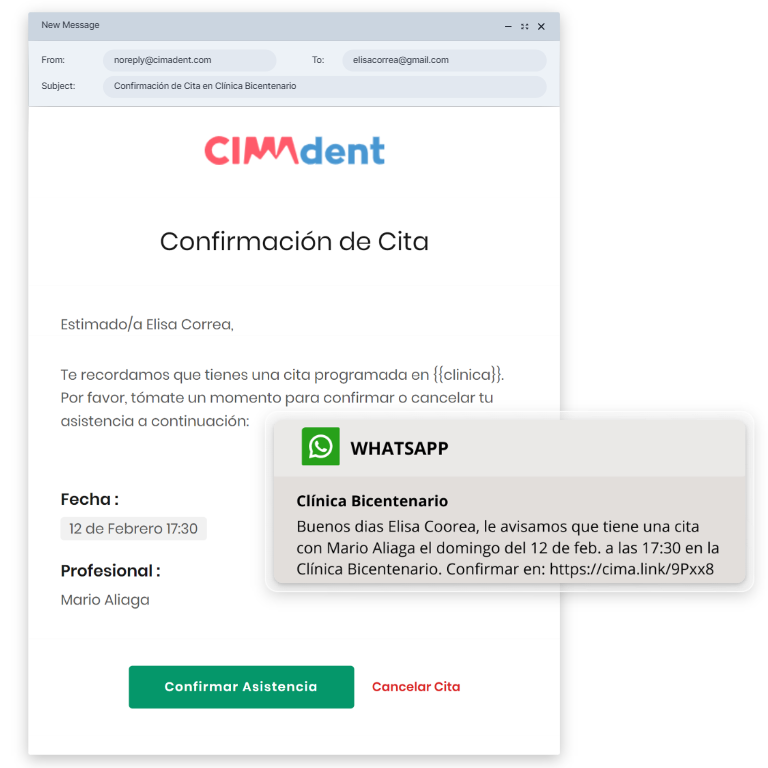 New Message
From: noreply@cimadent.com To: elisacorrea@gmail.com
Subject: Confirmación de Cita en Clínica Bicentenario
CIMAdent
Confirmación de Cita
Estimado/a Elisa Correa,
Te recordamos que tienes una cita programada en {{clinica}}.
Por favor, tómate un momento para confirmar o cancelar tu
asistencia a continuación:
WHATSAPP
Clínica Bicentenario
Buenos dias Elisa Coorea, le avisamos que tiene una cita
con Mario Aliaga el domingo del 12 de feb. a las 17:30 en la
Clínica Bicentenario. Confirmar en: https://cima.link/9Pxx8
Fecha :
12 de Febrero 17:30
Profesional :
Mario Aliaga
Confirmar Asistencia Cancelar Cita